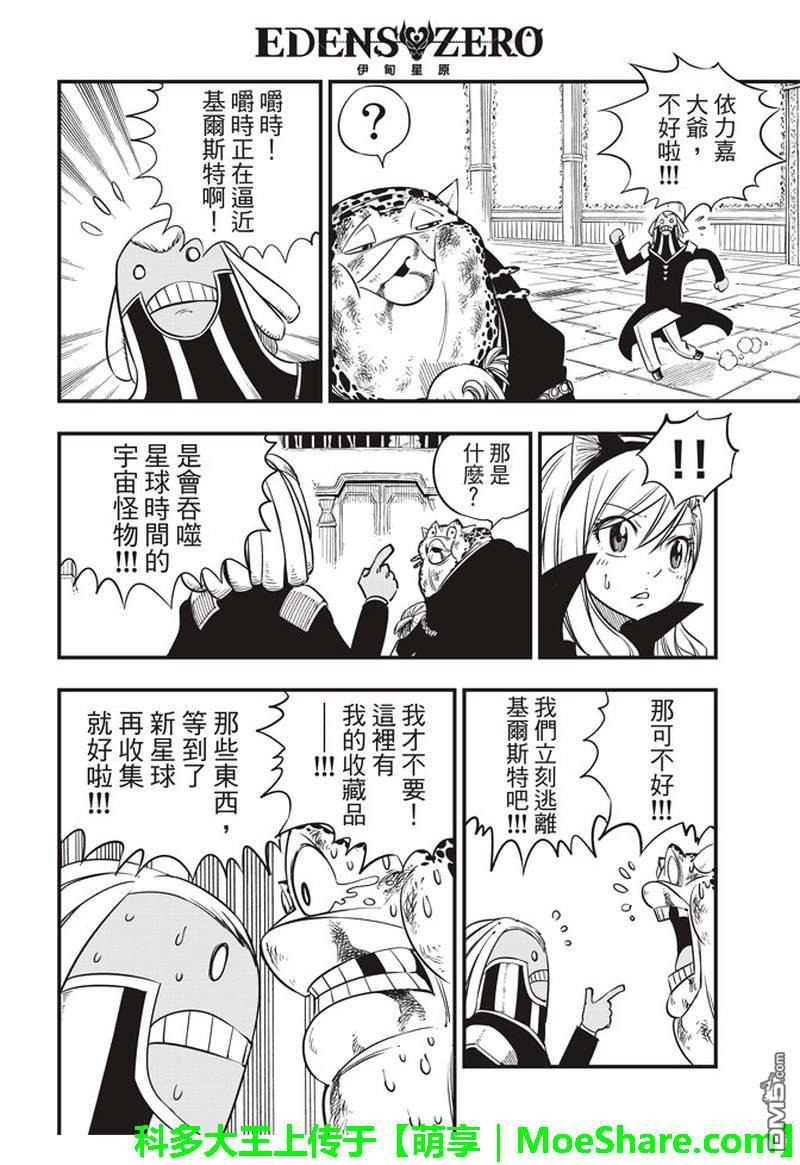 EDENS ZERO
伊甸星原
依力嘉
大爺，
不好啦!!!
?
嚼時！
嚼時正在逼近
基爾斯特啊！
!!
那是
什麼?
是會吞噬
星球時間的
宇宙怪物!!!
那可不好!!!
我們立刻逃離
基爾斯特吧!!!
我才不要！
這裡有
我的收藏品
——!!!
那些東西，
等到了
新星球
再收集
就好啦!!!
DM5.com
科多大王上传于【萌享｜MoeShare.com】